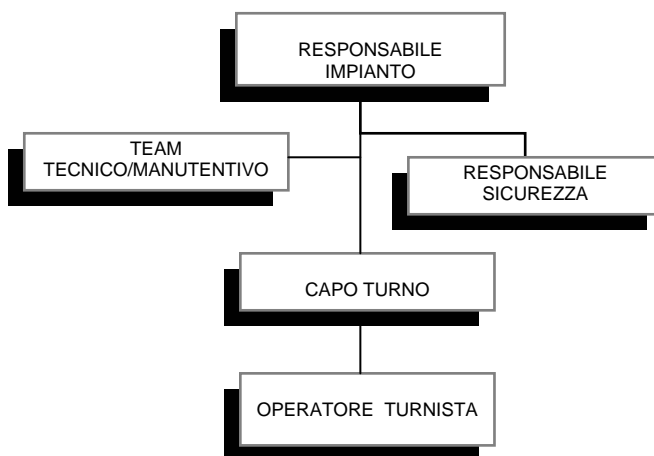 RESPONSABILE
IMPIANTO
TEAM
TECNICO/MANUTENTIVO
RESPONSABILE
SICUREZZA
CAPO TURNO
OPERATORE TURNISTA